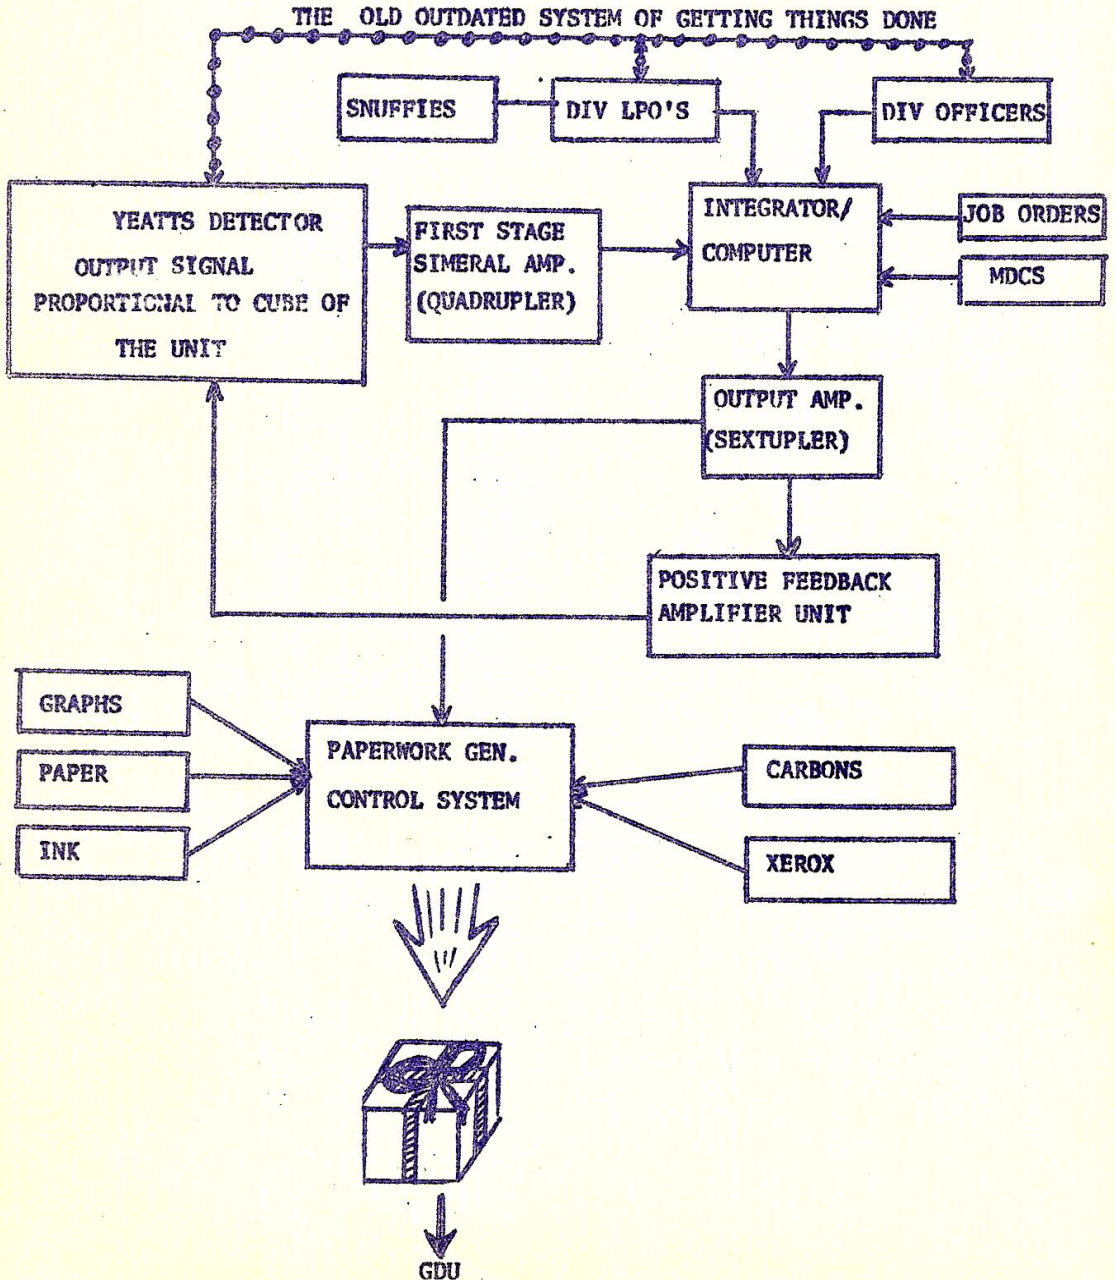 THE OLD OUTDATED SYSTEM OF GETTING THINGS DONE
SNUFFIES
DIV LPO'S
DIV OFFICERS
YEATTS DETECTOR
OUTPUT SIGNAL
PROPORTIONAL TO CUBE OF
THE UNIT
FIRST STAGE
SIMERAL AMP.
(QUADRUPLER)
INTEGRATOR/
COMPUTER
JOB ORDERS
MDCS
OUTPUT AMP.
(SEXTUPLER)
POSITIVE FEEDBACK
AMPLIFIER UNIT
GRAPHS
PAPER
INK
PAPERWORK GEN.
CONTROL SYSTEM
CARBONS
XEROX
GDU